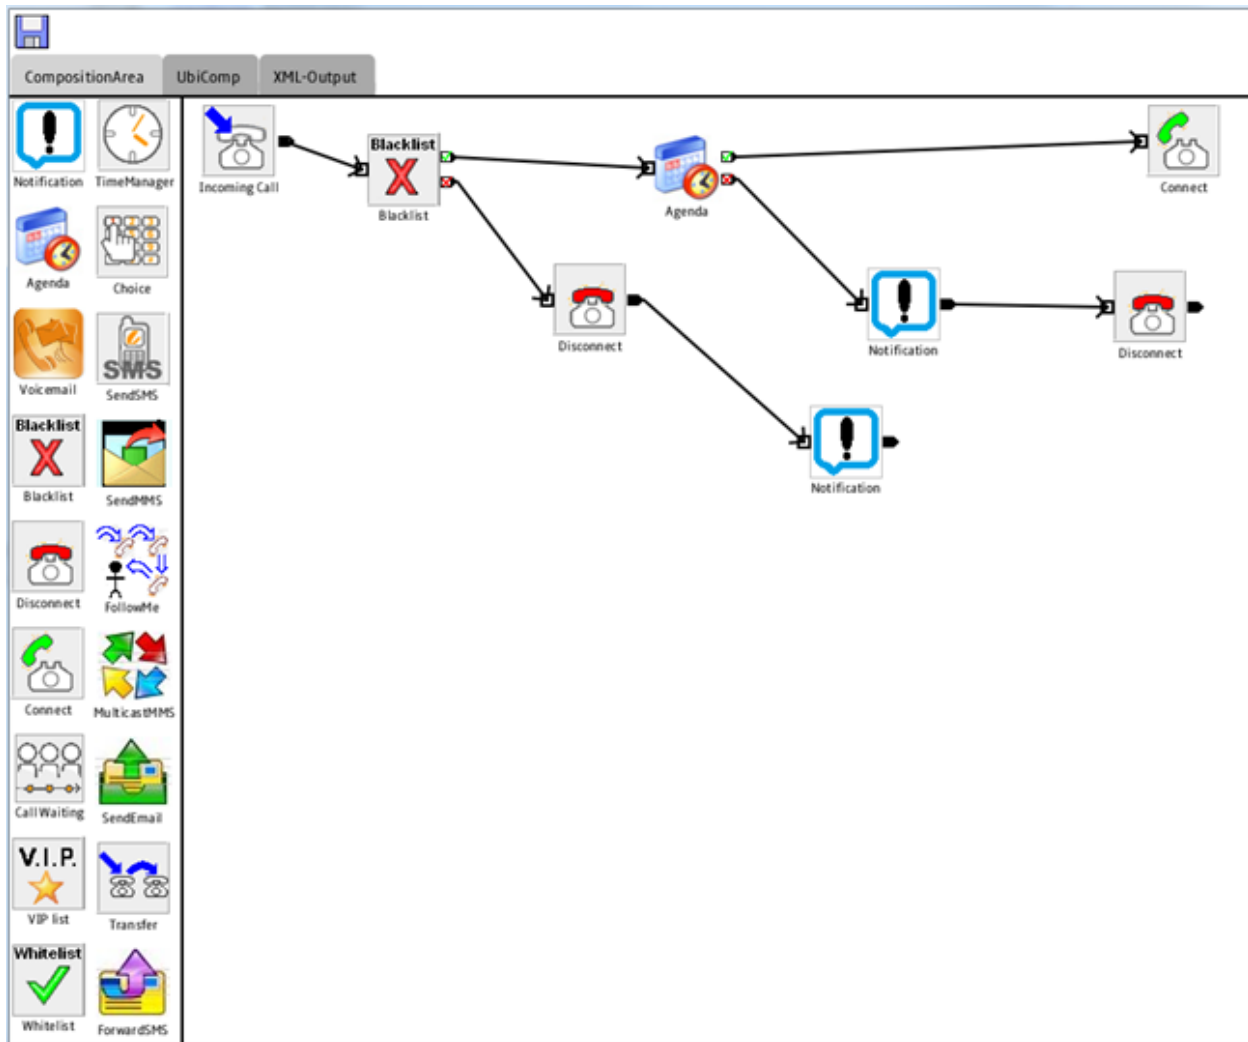 CompositionArea UbiComp XML-Output
Notification TimeManager
Agenda Choice
Voicemail SMS
SendSMS
Blacklist
Blacklist SendMMS
Disconnect FollowMe
Connect MulticastMMS
CallWaiting SendEmail
V.I.P.
VIP list Transfer
Whitelist
Whitelist ForwardSMS
Incoming Call
Blacklist
Blacklist
Agenda
Connect
Disconnect
Notification
Disconnect
Notification